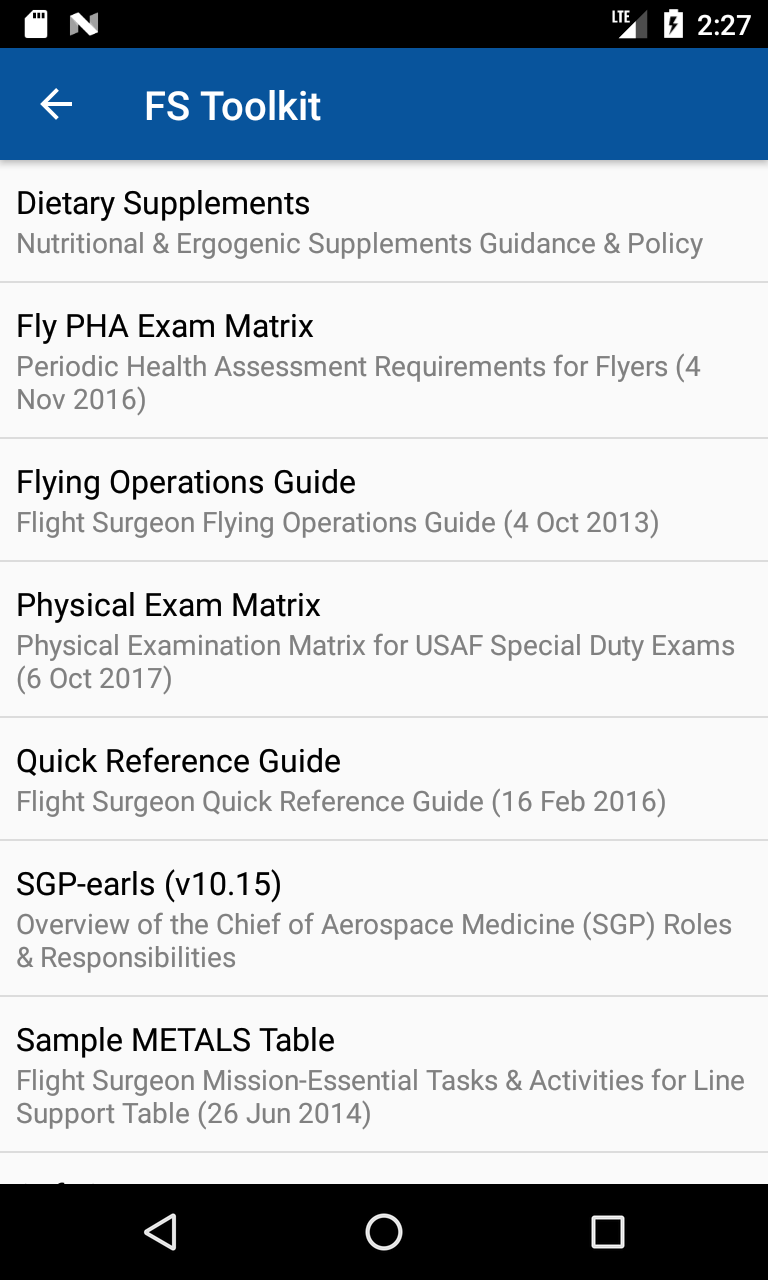 LTE 2:27
FS Toolkit
Dietary Supplements
Nutritional & Ergogenic Supplements Guidance & Policy
Fly PHA Exam Matrix
Periodic Health Assessment Requirements for Flyers (4
Nov 2016)
Flying Operations Guide
Flight Surgeon Flying Operations Guide (4 Oct 2013)
Physical Exam Matrix
Physical Examination Matrix for USAF Special Duty Exams
(6 Oct 2017)
Quick Reference Guide
Flight Surgeon Quick Reference Guide (16 Feb 2016)
SGP-earls (v10.15)
Overview of the Chief of Aerospace Medicine (SGP) Roles
& Responsibilities
Sample METALS Table
Flight Surgeon Mission-Essential Tasks & Activities for Line
Support Table (26 Jun 2014)